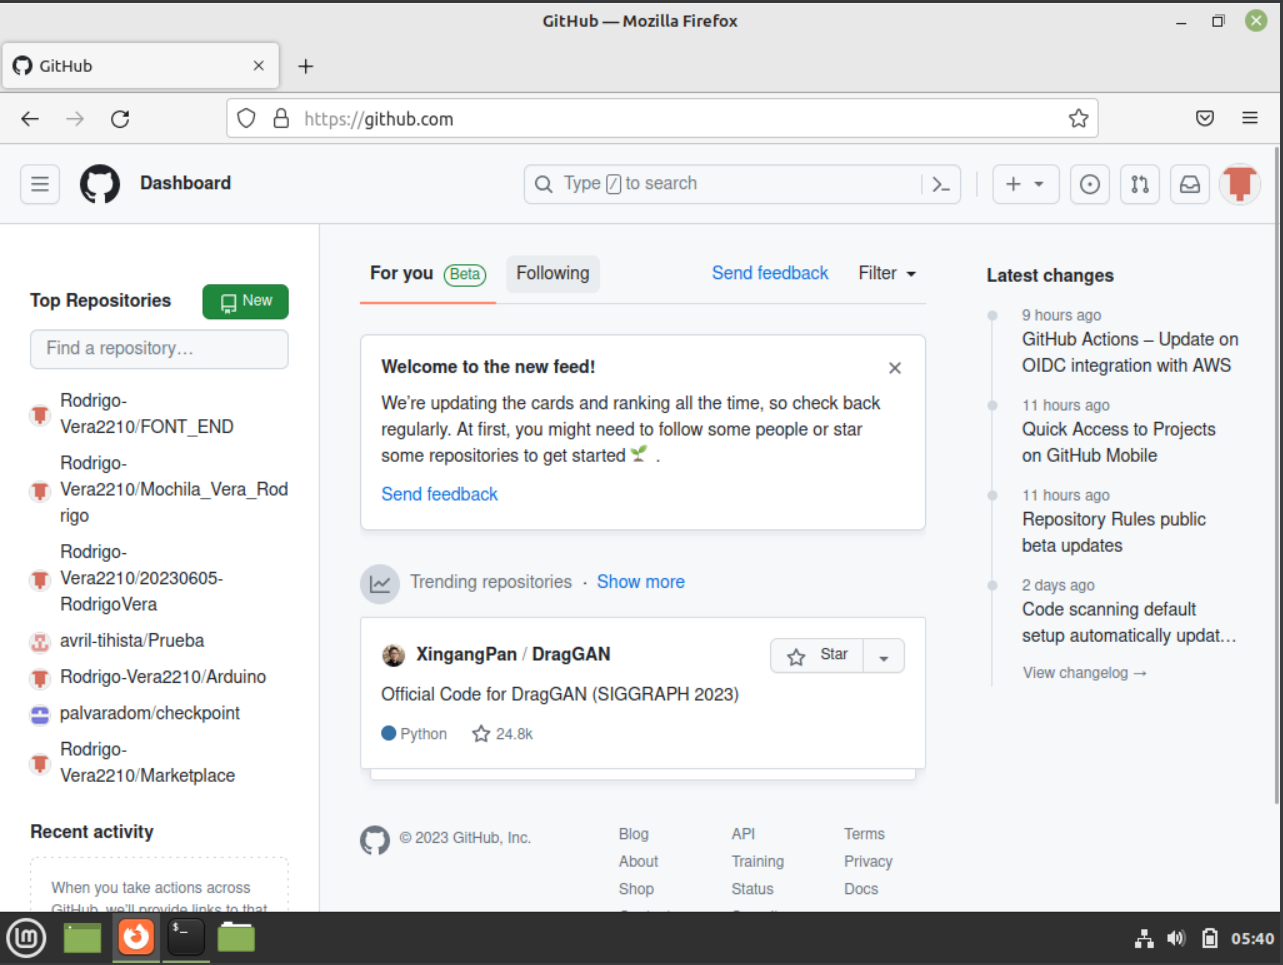 GitHub — Mozilla Firefox
GitHub
https://github.com
Dashboard
Type / to search
Top Repositories
New
Find a repository…
Rodrigo-
Vera2210/FONT_END
Rodrigo-
Vera2210/Mochila_Vera_Rod
rigo
Rodrigo-
Vera2210/20230605-
RodrigoVera
avril-tihista/Prueba
Rodrigo-Vera2210/Arduino
palvaradom/checkpoint
Rodrigo-
Vera2210/Marketplace
Recent activity
When you take actions across
GitHub, we'll provide links to that
For you Beta
Following
Send feedback
Filter
Welcome to the new feed!
We're updating the cards and ranking all the time, so check back
regularly. At first, you might need to follow some people or star
some repositories to get started .
Send feedback
Trending repositories · Show more
XingangPan / DragGAN
Star
Official Code for DragGAN (SIGGRAPH 2023)
Python 24.8k
© 2023 GitHub, Inc.
Blog
About
Shop
API
Training
Status
Terms
Privacy
Docs
Latest changes
9 hours ago
GitHub Actions – Update on
OIDC integration with AWS
11 hours ago
Quick Access to Projects
on GitHub Mobile
11 hours ago
Repository Rules public
beta updates
2 days ago
Code scanning default
setup automatically updat…
View changelog →
05:40